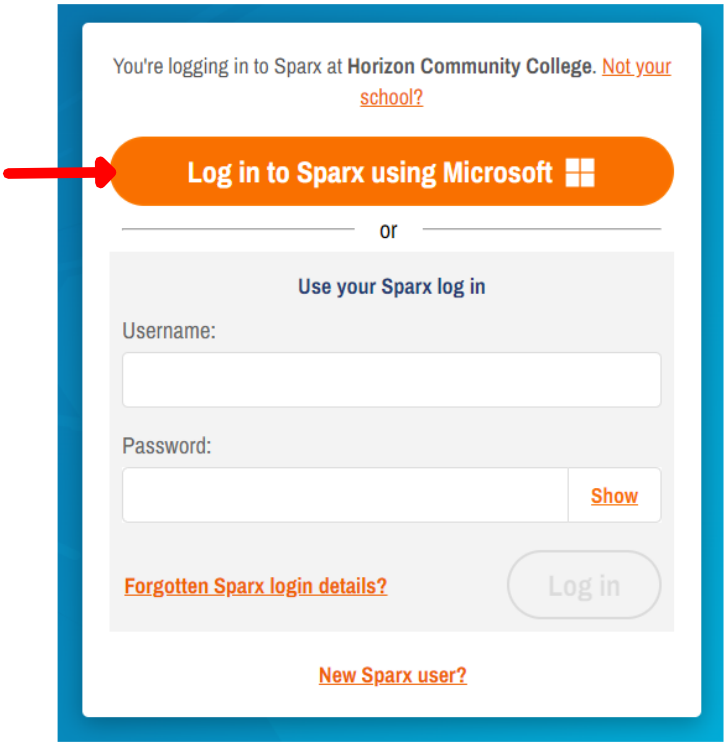 You're logging in to Sparx at Horizon Community College. Not your
school?
Log in to Sparx using Microsoft
or
Use your Sparx log in
Username:
Password:
Show
Forgotten Sparx login details?
Log in
New Sparx user?